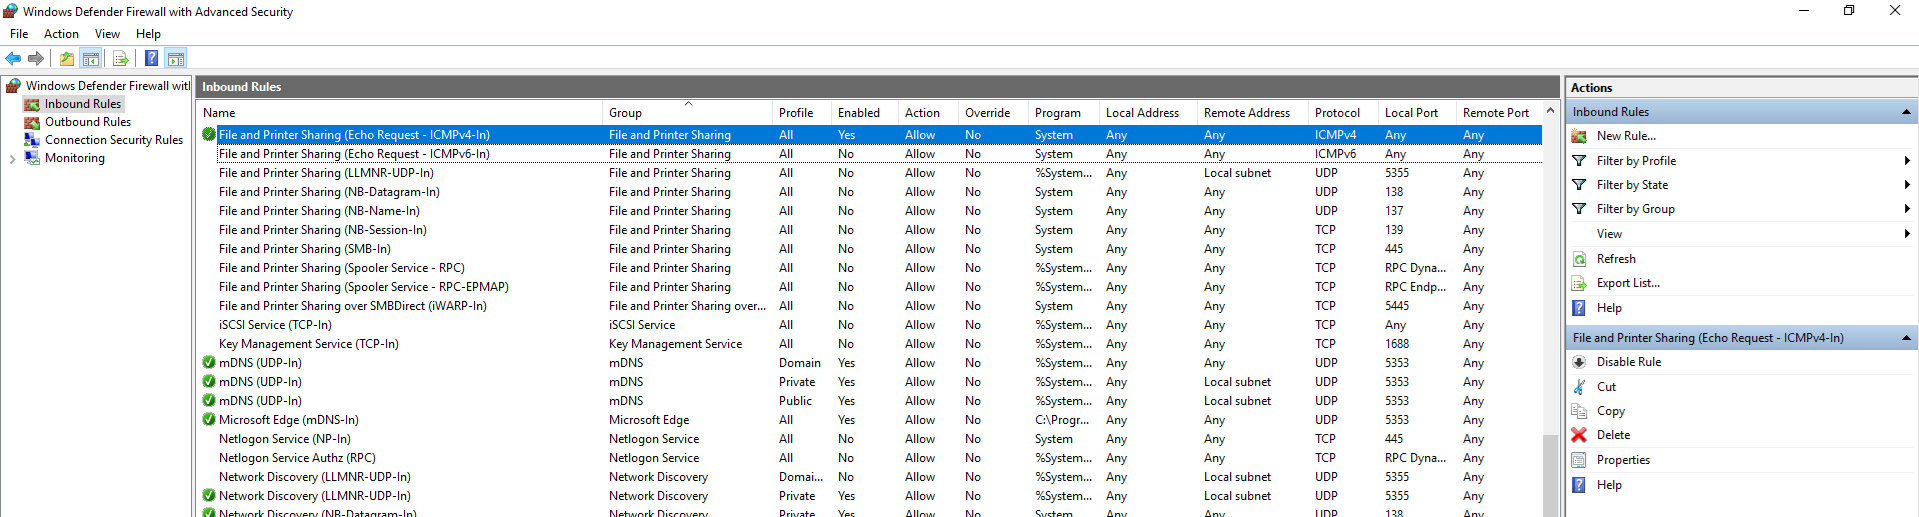 Windows Defender Firewall with Advanced Security
File Action View Help
Windows Defender Firewall witl
Inbound Rules
Outbound Rules
Connection Security Rules
Monitoring
Inbound Rules
Name Group Profile Enabled Action Override Program Local Address Remote Address Protocol Local Port Remote Port
File and Printer Sharing (Echo Request - ICMPv4-In) File and Printer Sharing All Yes Allow No System Any Any ICMPv4 Any Any
File and Printer Sharing (Echo Request - ICMPv6-In) File and Printer Sharing All No Allow No System Any Any ICMPv6 Any Any
File and Printer Sharing (LLMNR-UDP-In) File and Printer Sharing All No Allow No %System... Any Local subnet UDP 5355 Any
File and Printer Sharing (NB-Datagram-In) File and Printer Sharing All No Allow No System Any Any UDP 138 Any
File and Printer Sharing (NB-Name-In) File and Printer Sharing All No Allow No System Any Any UDP 137 Any
File and Printer Sharing (NB-Session-In) File and Printer Sharing All No Allow No System Any Any TCP 139 Any
File and Printer Sharing (SMB-In) File and Printer Sharing All No Allow No System Any Any TCP 445 Any
File and Printer Sharing (Spooler Service - RPC) File and Printer Sharing All No Allow No %System... Any Any TCP RPC Dyna... Any
File and Printer Sharing (Spooler Service - RPC-EPMAP) File and Printer Sharing All No Allow No %System... Any Any TCP RPC Endp... Any
File and Printer Sharing over SMBDirect (iWARP-In) File and Printer Sharing over... All No Allow No System Any Any TCP 5445 Any
iSCSI Service (TCP-In) iSCSI Service All No Allow No %System... Any Any TCP Any Any
Key Management Service (TCP-In) Key Management Service All No Allow No %System... Any Any TCP 1688 Any
mDNS (UDP-In) mDNS Domain Yes Allow No %System... Any Any UDP 5353 Any
mDNS (UDP-In) mDNS Private Yes Allow No %System... Any Local subnet UDP 5353 Any
mDNS (UDP-In) mDNS Public Yes Allow No %System... Any Local subnet UDP 5353 Any
Microsoft Edge (mDNS-In) Microsoft Edge All Yes Allow No C:\Progr... Any Any UDP 5353 Any
Netlogon Service (NP-In) Netlogon Service All No Allow No System Any Any TCP 445 Any
Netlogon Service Authz (RPC) Netlogon Service All No Allow No %System... Any Any TCP RPC Dyna... Any
Network Discovery (LLMNR-UDP-In) Network Discovery Domai... No Allow No %System... Any Local subnet UDP 5355 Any
Network Discovery (LLMNR-UDP-In) Network Discovery Private Yes Allow No %System... Any Local subnet UDP 5355 Any
Network Discovery (NB-Datagram-In) Network Discovery Private Yes Allow No System Any Any UDP 138 Any
Actions
Inbound Rules
New Rule...
Filter by Profile
Filter by State
Filter by Group
View
Refresh
Export List...
Help
File and Printer Sharing (Echo Request - ICMPv4-In)
Disable Rule
Cut
Copy
Delete
Properties
Help